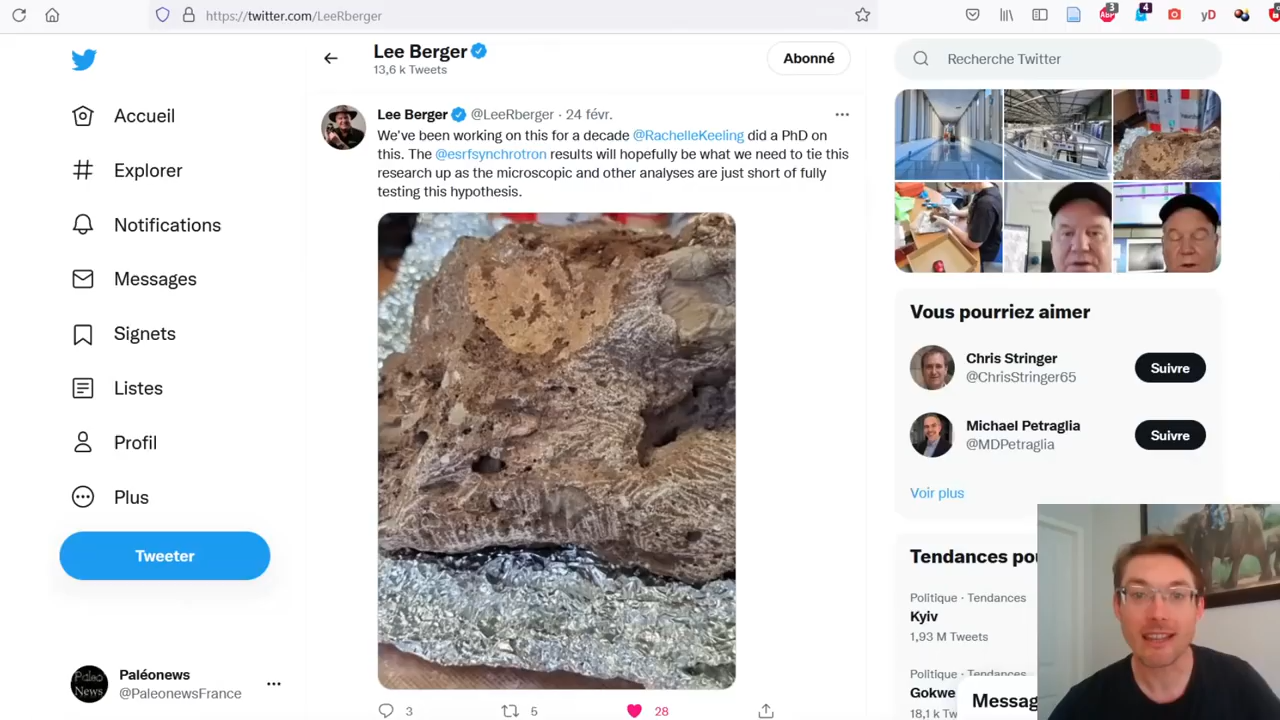 https://twitter.com/LeeRberger
3
4
yD
Lee Berger
13,6 k Tweets
Abonné
Recherche Twitter
Accueil
Explorer
Notifications
Messages
Signets
Listes
Profil
Plus
Tweeter
Paléonews
@PaleonewsFrance
Paleo
News
Lee Berger @LeeRberger · 24 févr.
We've been working on this for a decade @RachelleKeeling did a PhD on
this. The @esrfsynchrotron results will hopefully be what we need to tie this
research up as the microscopic and other analyses are just short of fully
testing this hypothesis.
3
5
28
Vous pourriez aimer
Chris Stringer
@ChrisStringer65
Suivre
Michael Petraglia
@MDPetraglia
Suivre
Voir plus
Tendances pou
Politique · Tendances
Kyiv
1,93 M Tweets
Politique · Tendances
Gokwe
18,1 k Tw
Messag